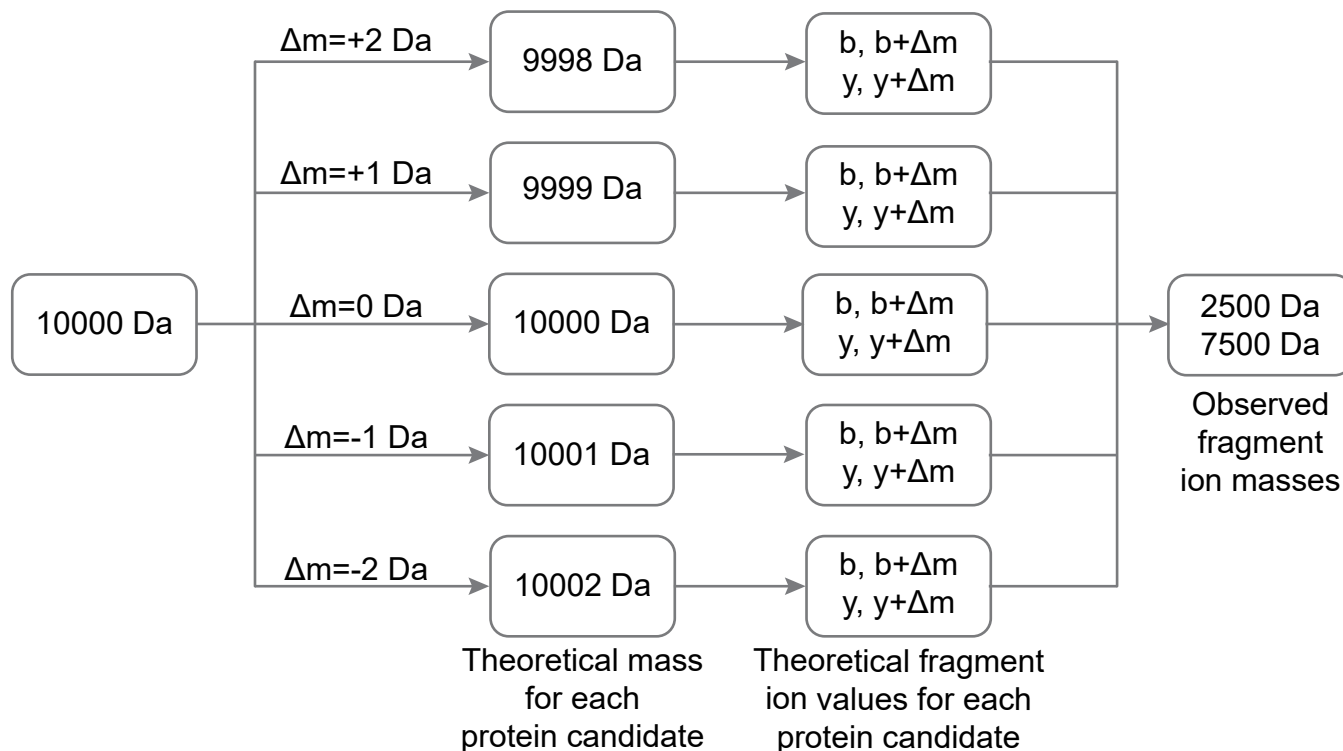 Δm=+2 Da
9998 Da
b, b+Δm
y, y+Δm
Δm=+1 Da
9999 Da
b, b+Δm
y, y+Δm
10000 Da
Δm=0 Da
10000 Da
b, b+Δm
y, y+Δm
2500 Da
7500 Da
Observed
fragment
ion masses
Δm=-1 Da
10001 Da
b, b+Δm
y, y+Δm
Δm=-2 Da
10002 Da
b, b+Δm
y, y+Δm
Theoretical mass
for each
protein candidate
Theoretical fragment
ion values for each
protein candidate